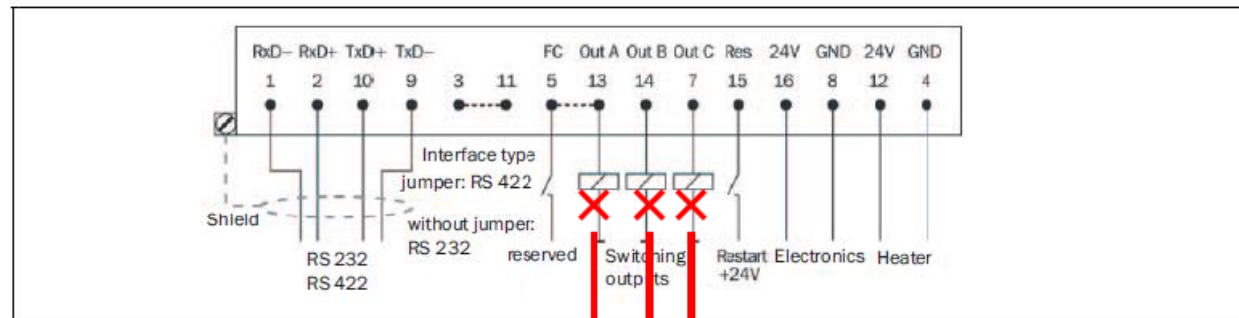 RxD– RxD+ TxD+ TxD– FC Out A Out B Out C Res 24V GND 24V GND
1 2 10 9 3 11 5 13 14 7 15 16 8 12 4
Interface type
jumper: RS 422
Shield
without jumper:
RS 232
RS 232
RS 422
reserved
Switching
outputs
Restart
+24V
Electronics
Heater